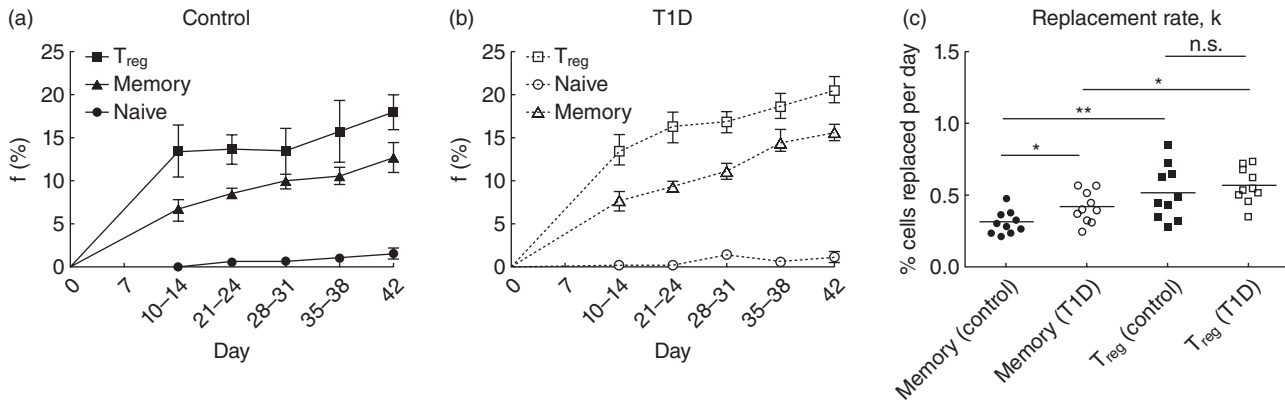 (a) Control
25
20
15
10
5
0
f (%)
Treg
Memory
Naive
0
7
10–14
21–24
28–31
35–38
42
Day
(b) T1D
25
20
15
10
5
0
f (%)
Treg
Naive
Memory
0
7
10–14
21–24
28–31
35–38
42
Day
(c) Replacement rate, k
n.s.
*
**
*
1.5
1.0
0.5
0.0
% cells replaced per day
Memory (control)
Memory (T1D)
Treg (control)
Treg (T1D)